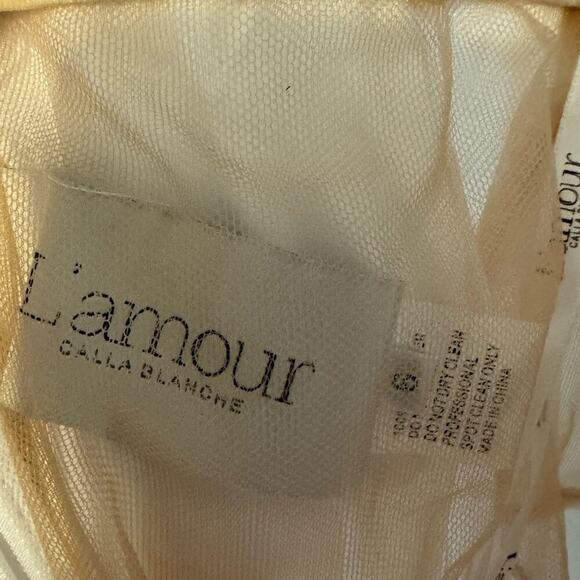 L'amour
CALLA BLANCHE
8
DO NOT DRY CLEAN
PROFESSIONAL
SPOT CLEAN ONLY
MADE IN CHINA